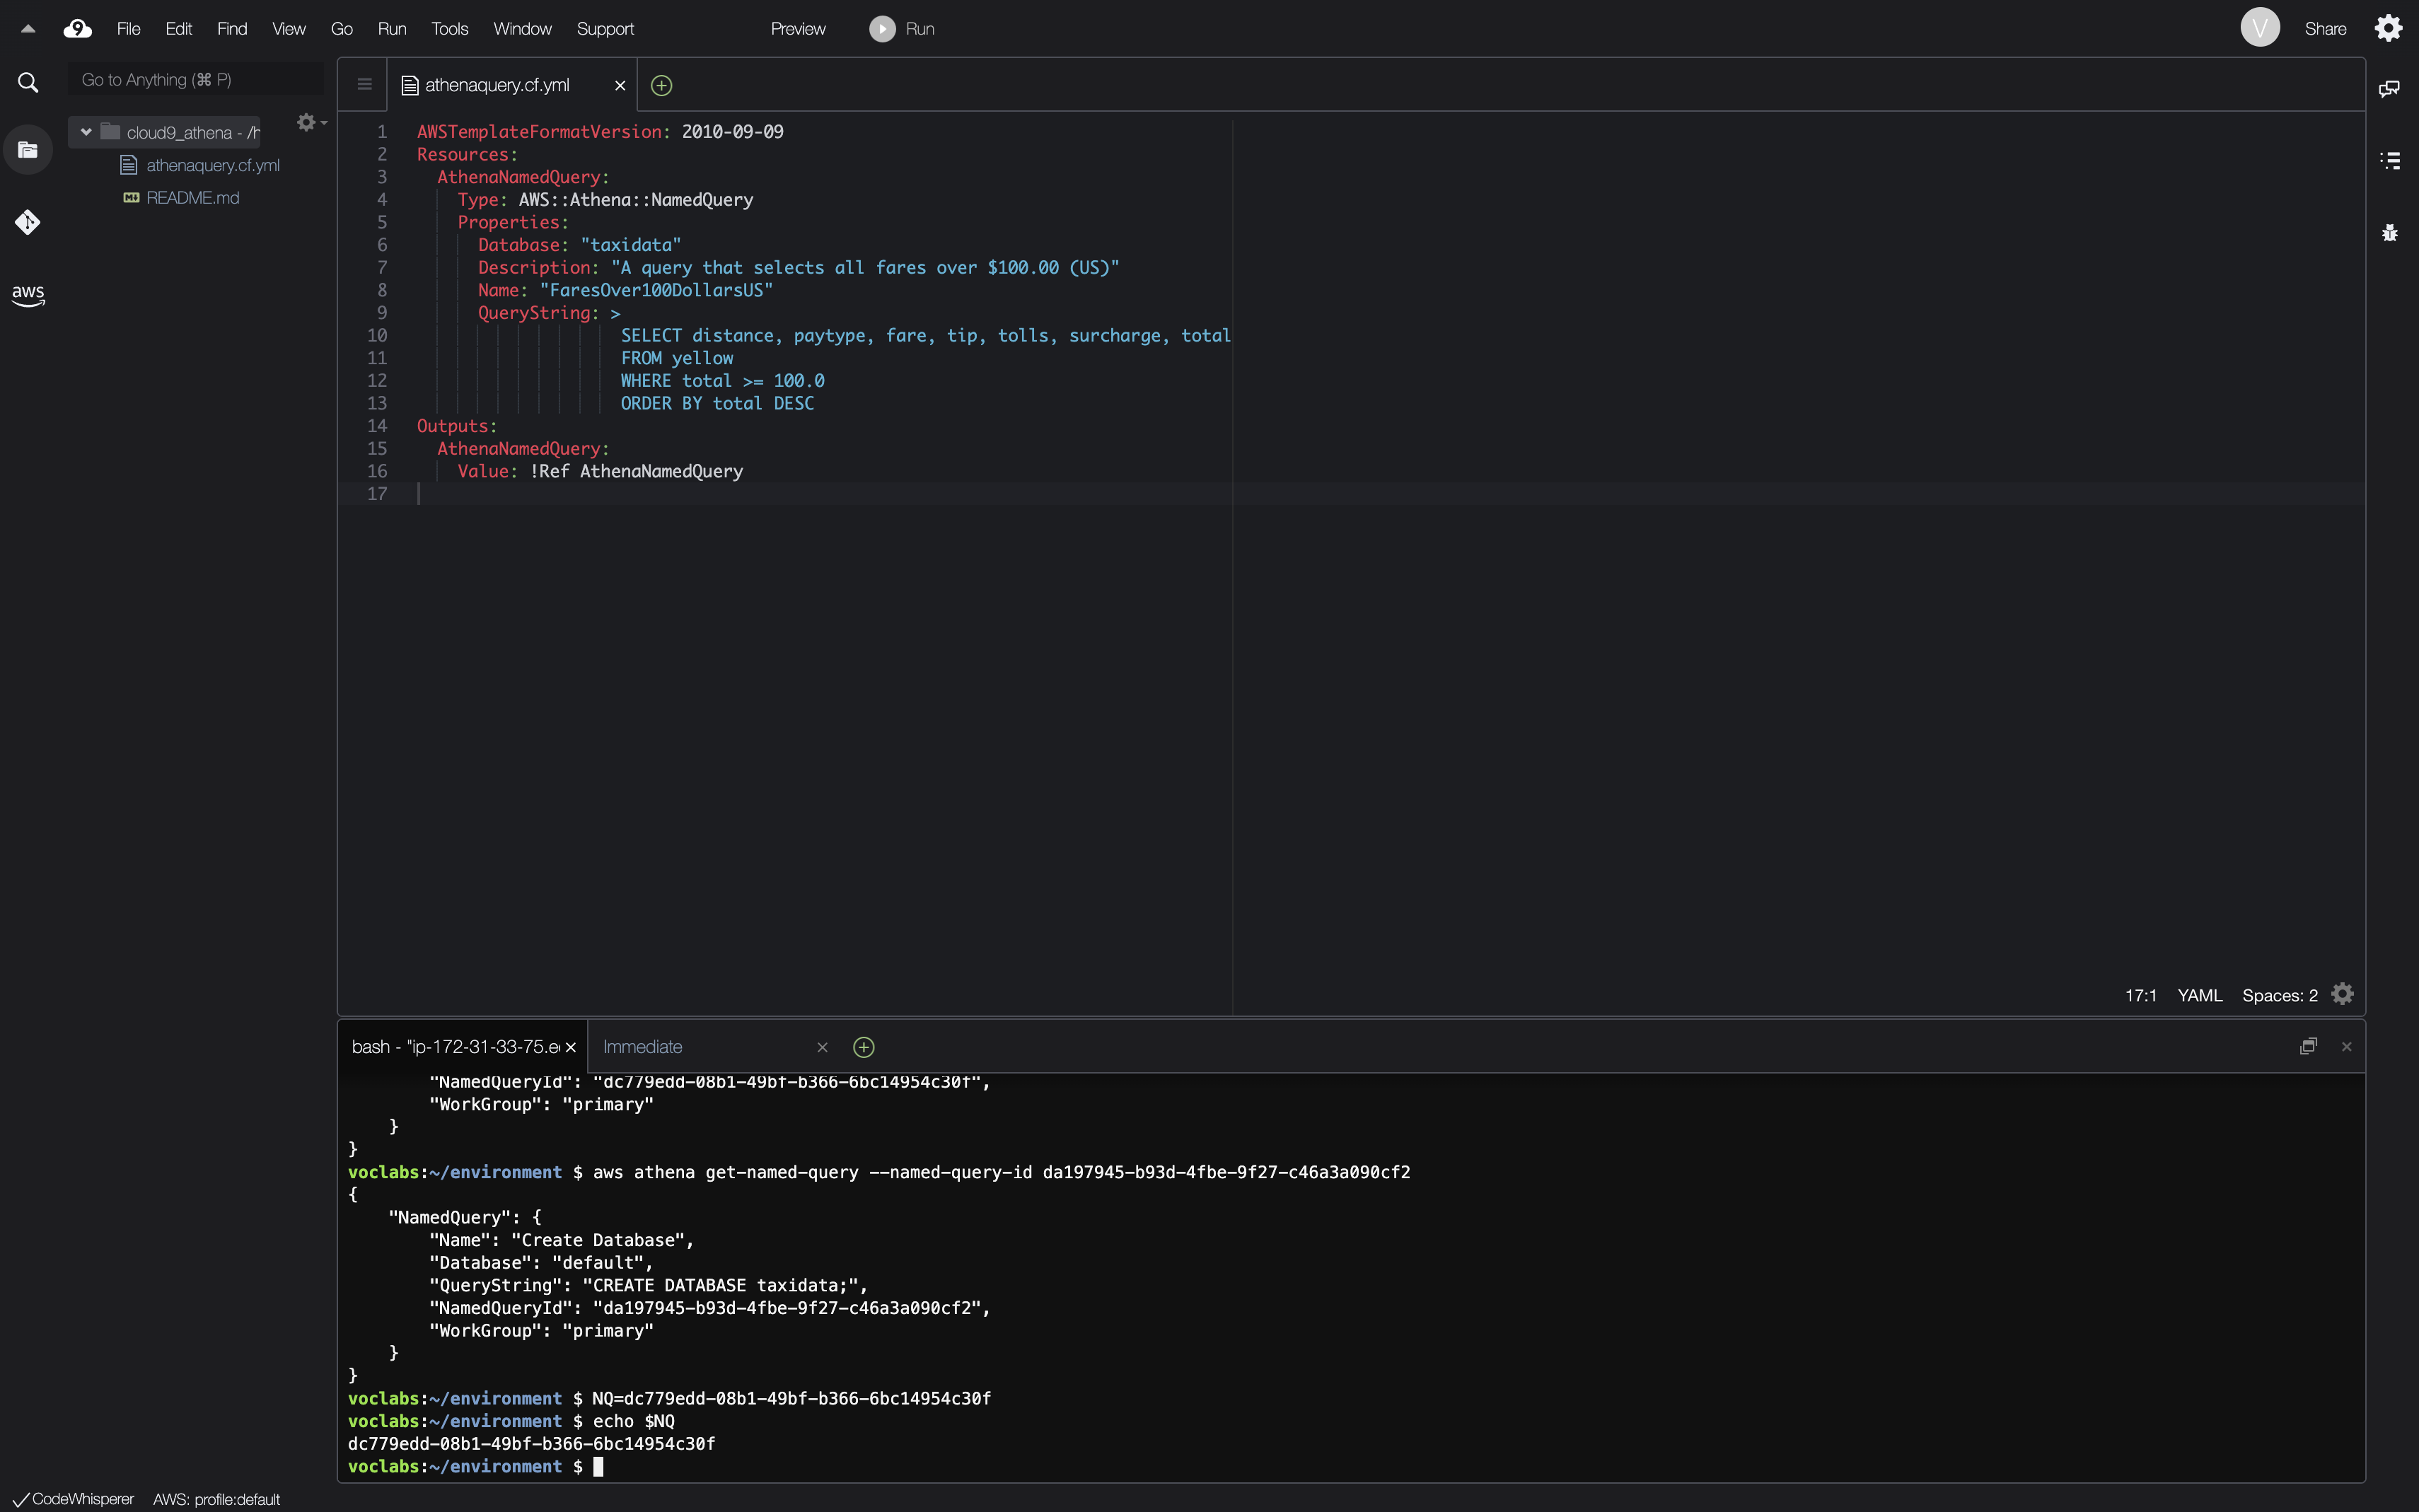 File Edit Find View Go Run Tools Window Support Preview Run V Share
Go to Anything (⌘ P)
cloud9_athena - /h
athenaquery.cf.yml
README.md
aws
athenaquery.cf.yml
1 AWSTemplateFormatVersion: 2010-09-09
2 Resources:
3   AthenaNamedQuery:
4     Type: AWS::Athena::NamedQuery
5     Properties:
6       Database: "taxidata"
7       Description: "A query that selects all fares over $100.00 (US)"
8       Name: "FaresOver100DollarsUS"
9       QueryString: >
10                    SELECT distance, paytype, fare, tip, tolls, surcharge, total
11                    FROM yellow
12                    WHERE total >= 100.0
13                    ORDER BY total DESC
14 Outputs:
15   AthenaNamedQuery:
16     Value: !Ref AthenaNamedQuery
17
17:1 YAML Spaces: 2
bash - "ip-172-31-33-75.e Immediate
        "NamedQueryId": "dc779edd-08b1-49bf-b366-6bc14954c30f",
        "WorkGroup": "primary"
    }
}
voclabs:~/environment $ aws athena get-named-query --named-query-id da197945-b93d-4fbe-9f27-c46a3a090cf2
{
    "NamedQuery": {
        "Name": "Create Database",
        "Database": "default",
        "QueryString": "CREATE DATABASE taxidata;",
        "NamedQueryId": "da197945-b93d-4fbe-9f27-c46a3a090cf2",
        "WorkGroup": "primary"
    }
}
voclabs:~/environment $ NQ=dc779edd-08b1-49bf-b366-6bc14954c30f
voclabs:~/environment $ echo $NQ
dc779edd-08b1-49bf-b366-6bc14954c30f
voclabs:~/environment $
CodeWhisperer AWS: profile:default